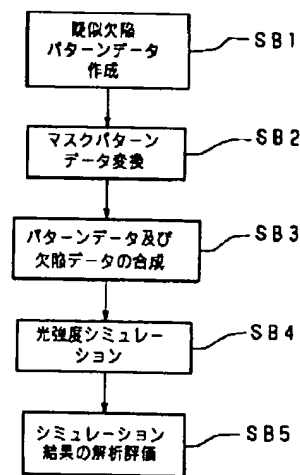 疑似欠陥
パターンデータ
作成
SB1
マスクパターン
データ変換
SB2
パターンデータ及び
欠陥データの合成
SB3
光強度シミュレー
ション
SB4
シミュレーション
結果の解析評価
SB5